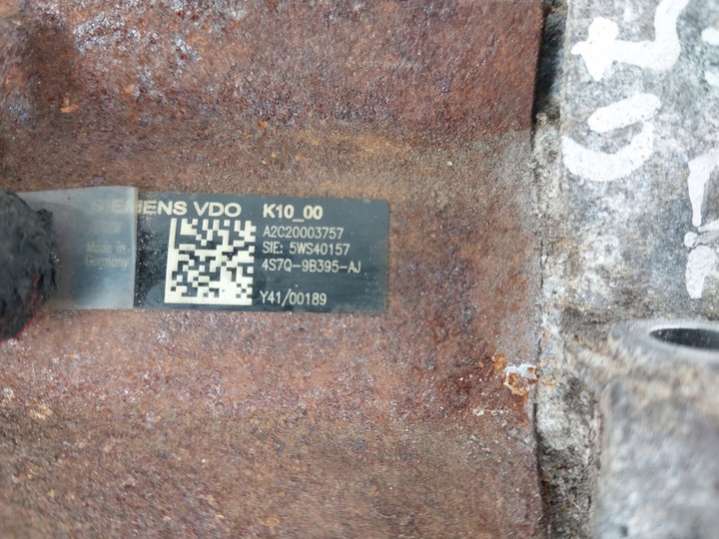 SIEMENS VDO K10_00
A2C20003757
SIE: 5WS40157
Made in
Germany
4S7Q-9B395-AJ
Y41/00189